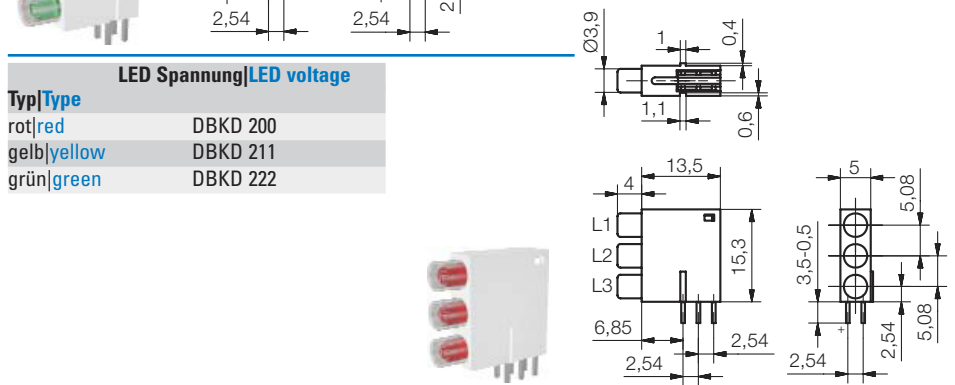 2,54
2,54
2
LED Spannung|LED voltage
Typ|Type
rot|red DBKD 200
gelb|yellow DBKD 211
grün|green DBKD 222
Ø3,9
1
0,4
1,1
0,6
13,5
4
L1
L2
L3
15,3
6,85
2,54
2,54
5
5,08
3,5-0,5
+
2,54
5,08
2,54